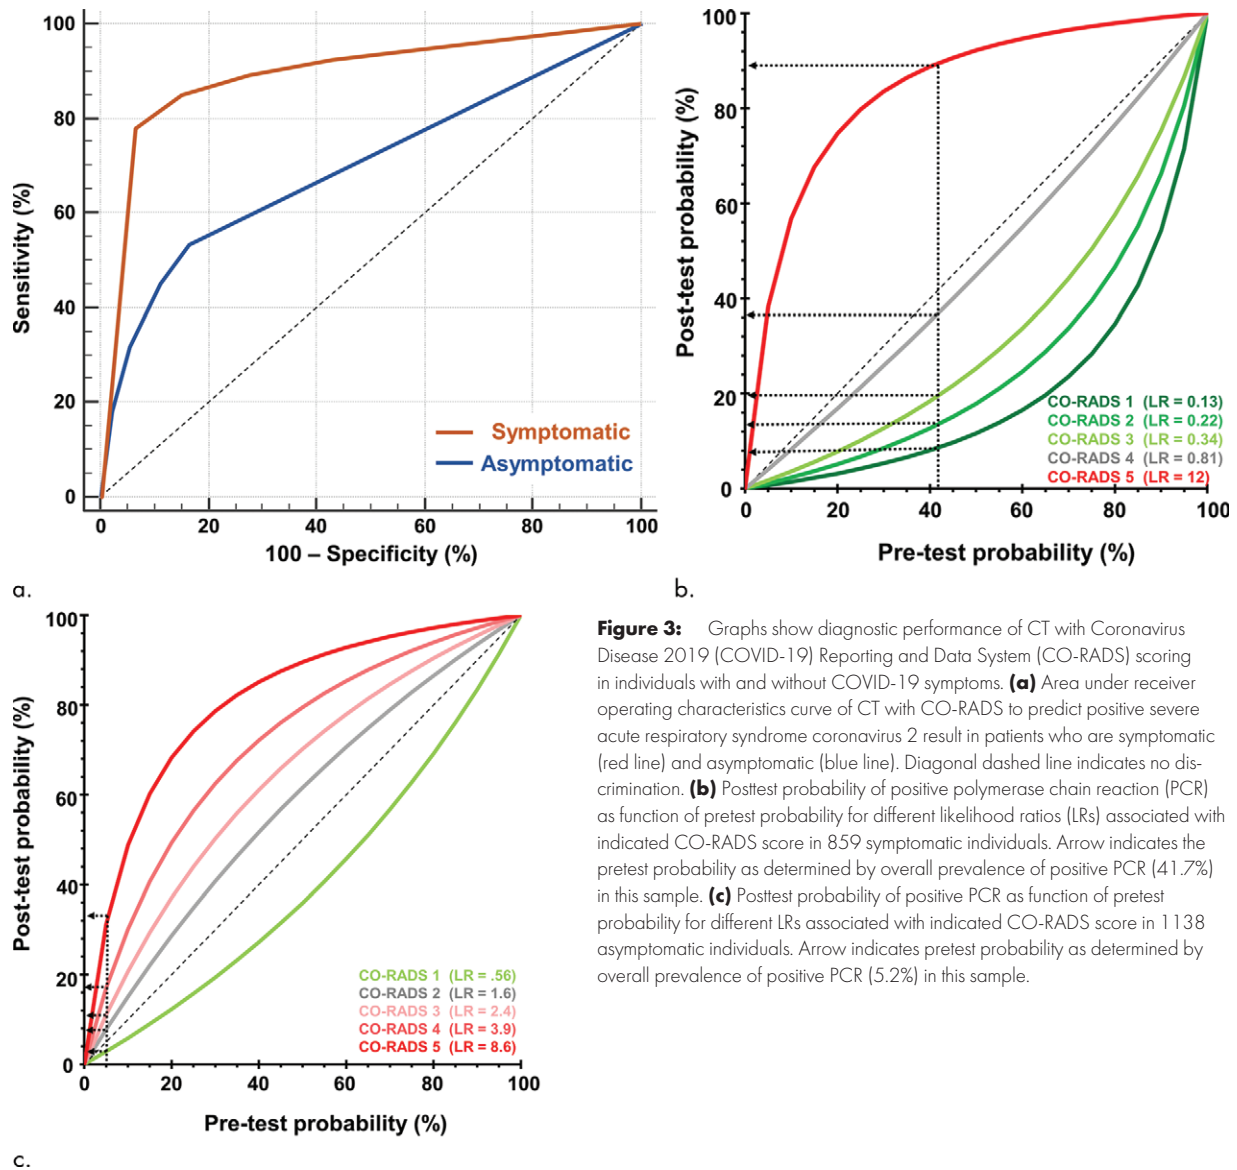 100
80
60
40
20
0
Sensitivity (%)
Symptomatic
Asymptomatic
0 20 40 60 80 100
100 – Specificity (%)
a.
100
80
60
40
20
0
Post-test probability (%)
CO-RADS 1 (LR = 0.13)
CO-RADS 2 (LR = 0.22)
CO-RADS 3 (LR = 0.34)
CO-RADS 4 (LR = 0.81)
CO-RADS 5 (LR = 12)
0 20 40 60 80 100
Pre-test probability (%)
b.
100
80
60
40
20
0
Post-test probability (%)
CO-RADS 1 (LR = .56)
CO-RADS 2 (LR = 1.6)
CO-RADS 3 (LR = 2.4)
CO-RADS 4 (LR = 3.9)
CO-RADS 5 (LR = 8.6)
0 20 40 60 80 100
Pre-test probability (%)
c.
Figure 3: Graphs show diagnostic performance of CT with Coronavirus
Disease 2019 (COVID-19) Reporting and Data System (CO-RADS) scoring
in individuals with and without COVID-19 symptoms. (a) Area under receiver
operating characteristics curve of CT with CO-RADS to predict positive severe
acute respiratory syndrome coronavirus 2 result in patients who are symptomatic
(red line) and asymptomatic (blue line). Diagonal dashed line indicates no dis-
crimination. (b) Posttest probability of positive polymerase chain reaction (PCR)
as function of pretest probability for different likelihood ratios (LRs) associated with
indicated CO-RADS score in 859 symptomatic individuals. Arrow indicates the
pretest probability as determined by overall prevalence of positive PCR (41.7%)
in this sample. (c) Posttest probability of positive PCR as function of pretest
probability for different LRs associated with indicated CO-RADS score in 1138
asymptomatic individuals. Arrow indicates pretest probability as determined by
overall prevalence of positive PCR (5.2%) in this sample.